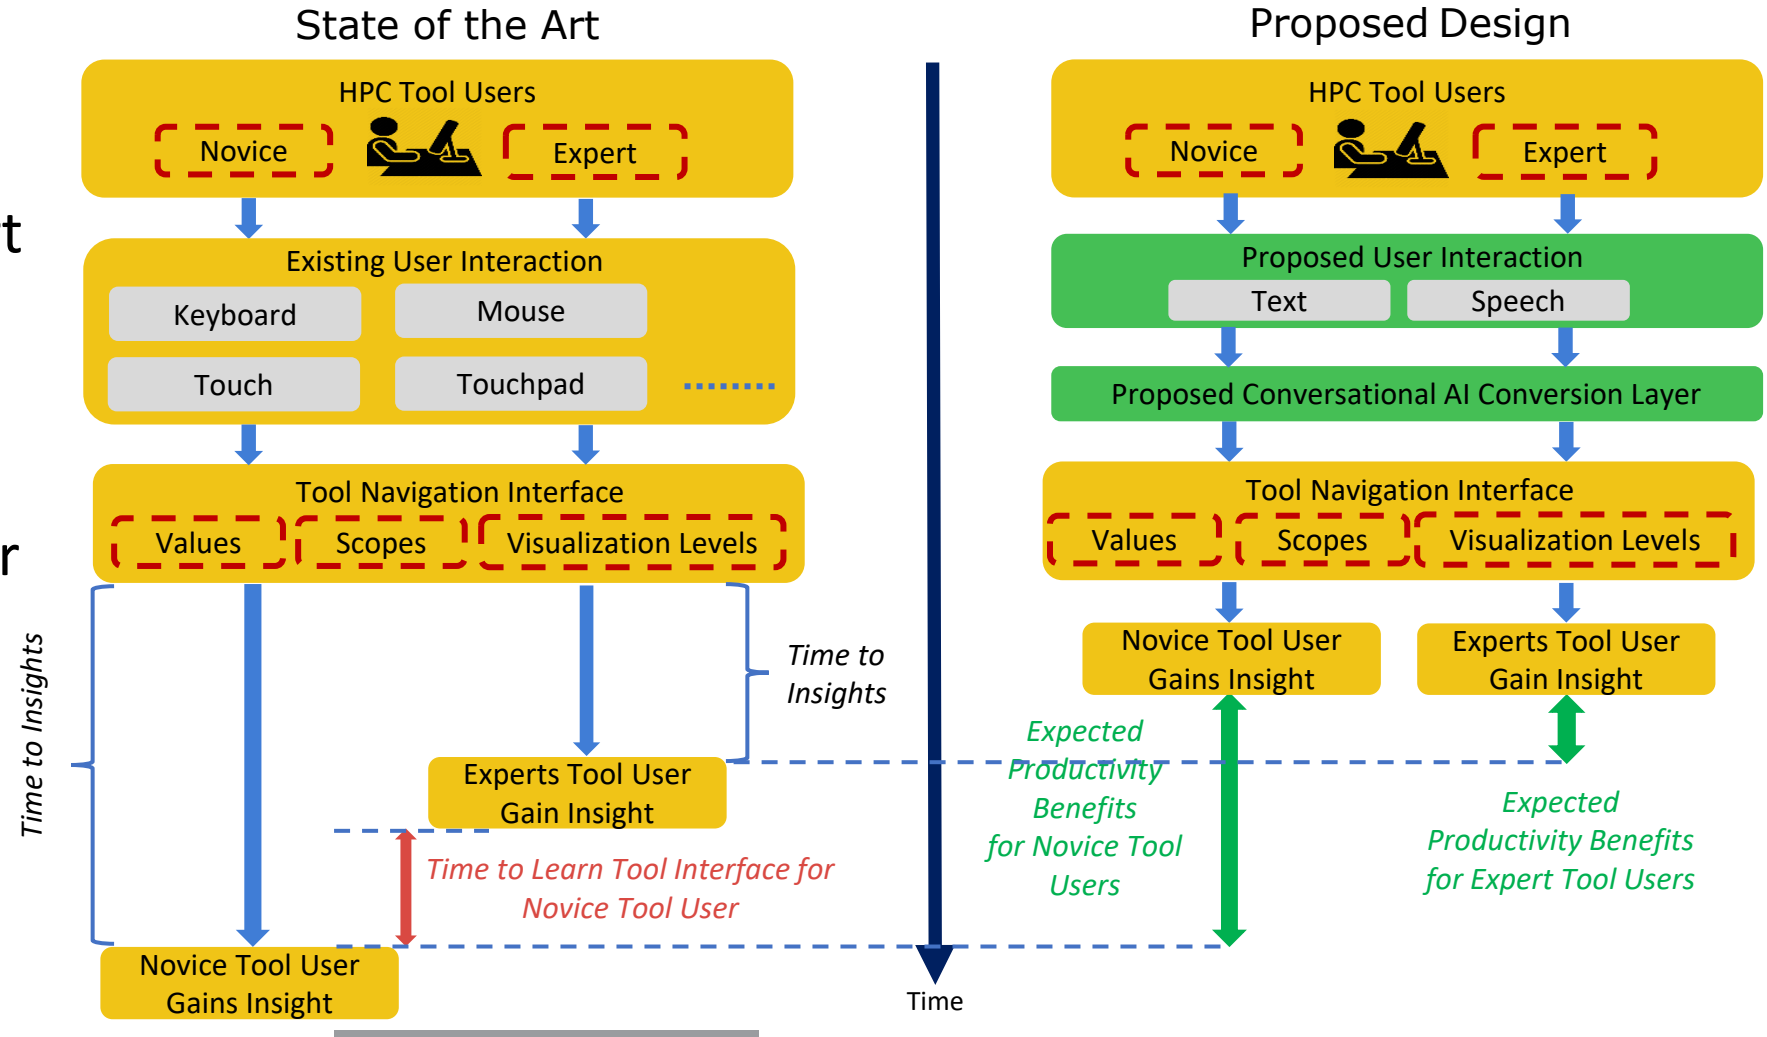 State of the Art
HPC Tool Users
Novice
Expert
Existing User Interaction
Keyboard
Mouse
Touch
Touchpad
Tool Navigation Interface
Values
Scopes
Visualization Levels
Time to Insights
Time to
Insights
Experts Tool User
Gain Insight
Time to Learn Tool Interface for
Novice Tool User
Novice Tool User
Gains Insight
Time
Proposed Design
HPC Tool Users
Novice
Expert
Proposed User Interaction
Text
Speech
Proposed Conversational AI Conversion Layer
Tool Navigation Interface
Values
Scopes
Visualization Levels
Novice Tool User
Gains Insight
Experts Tool User
Gain Insight
Expected
Productivity
Benefits
for Novice Tool
Users
Expected
Productivity Benefits
for Expert Tool Users